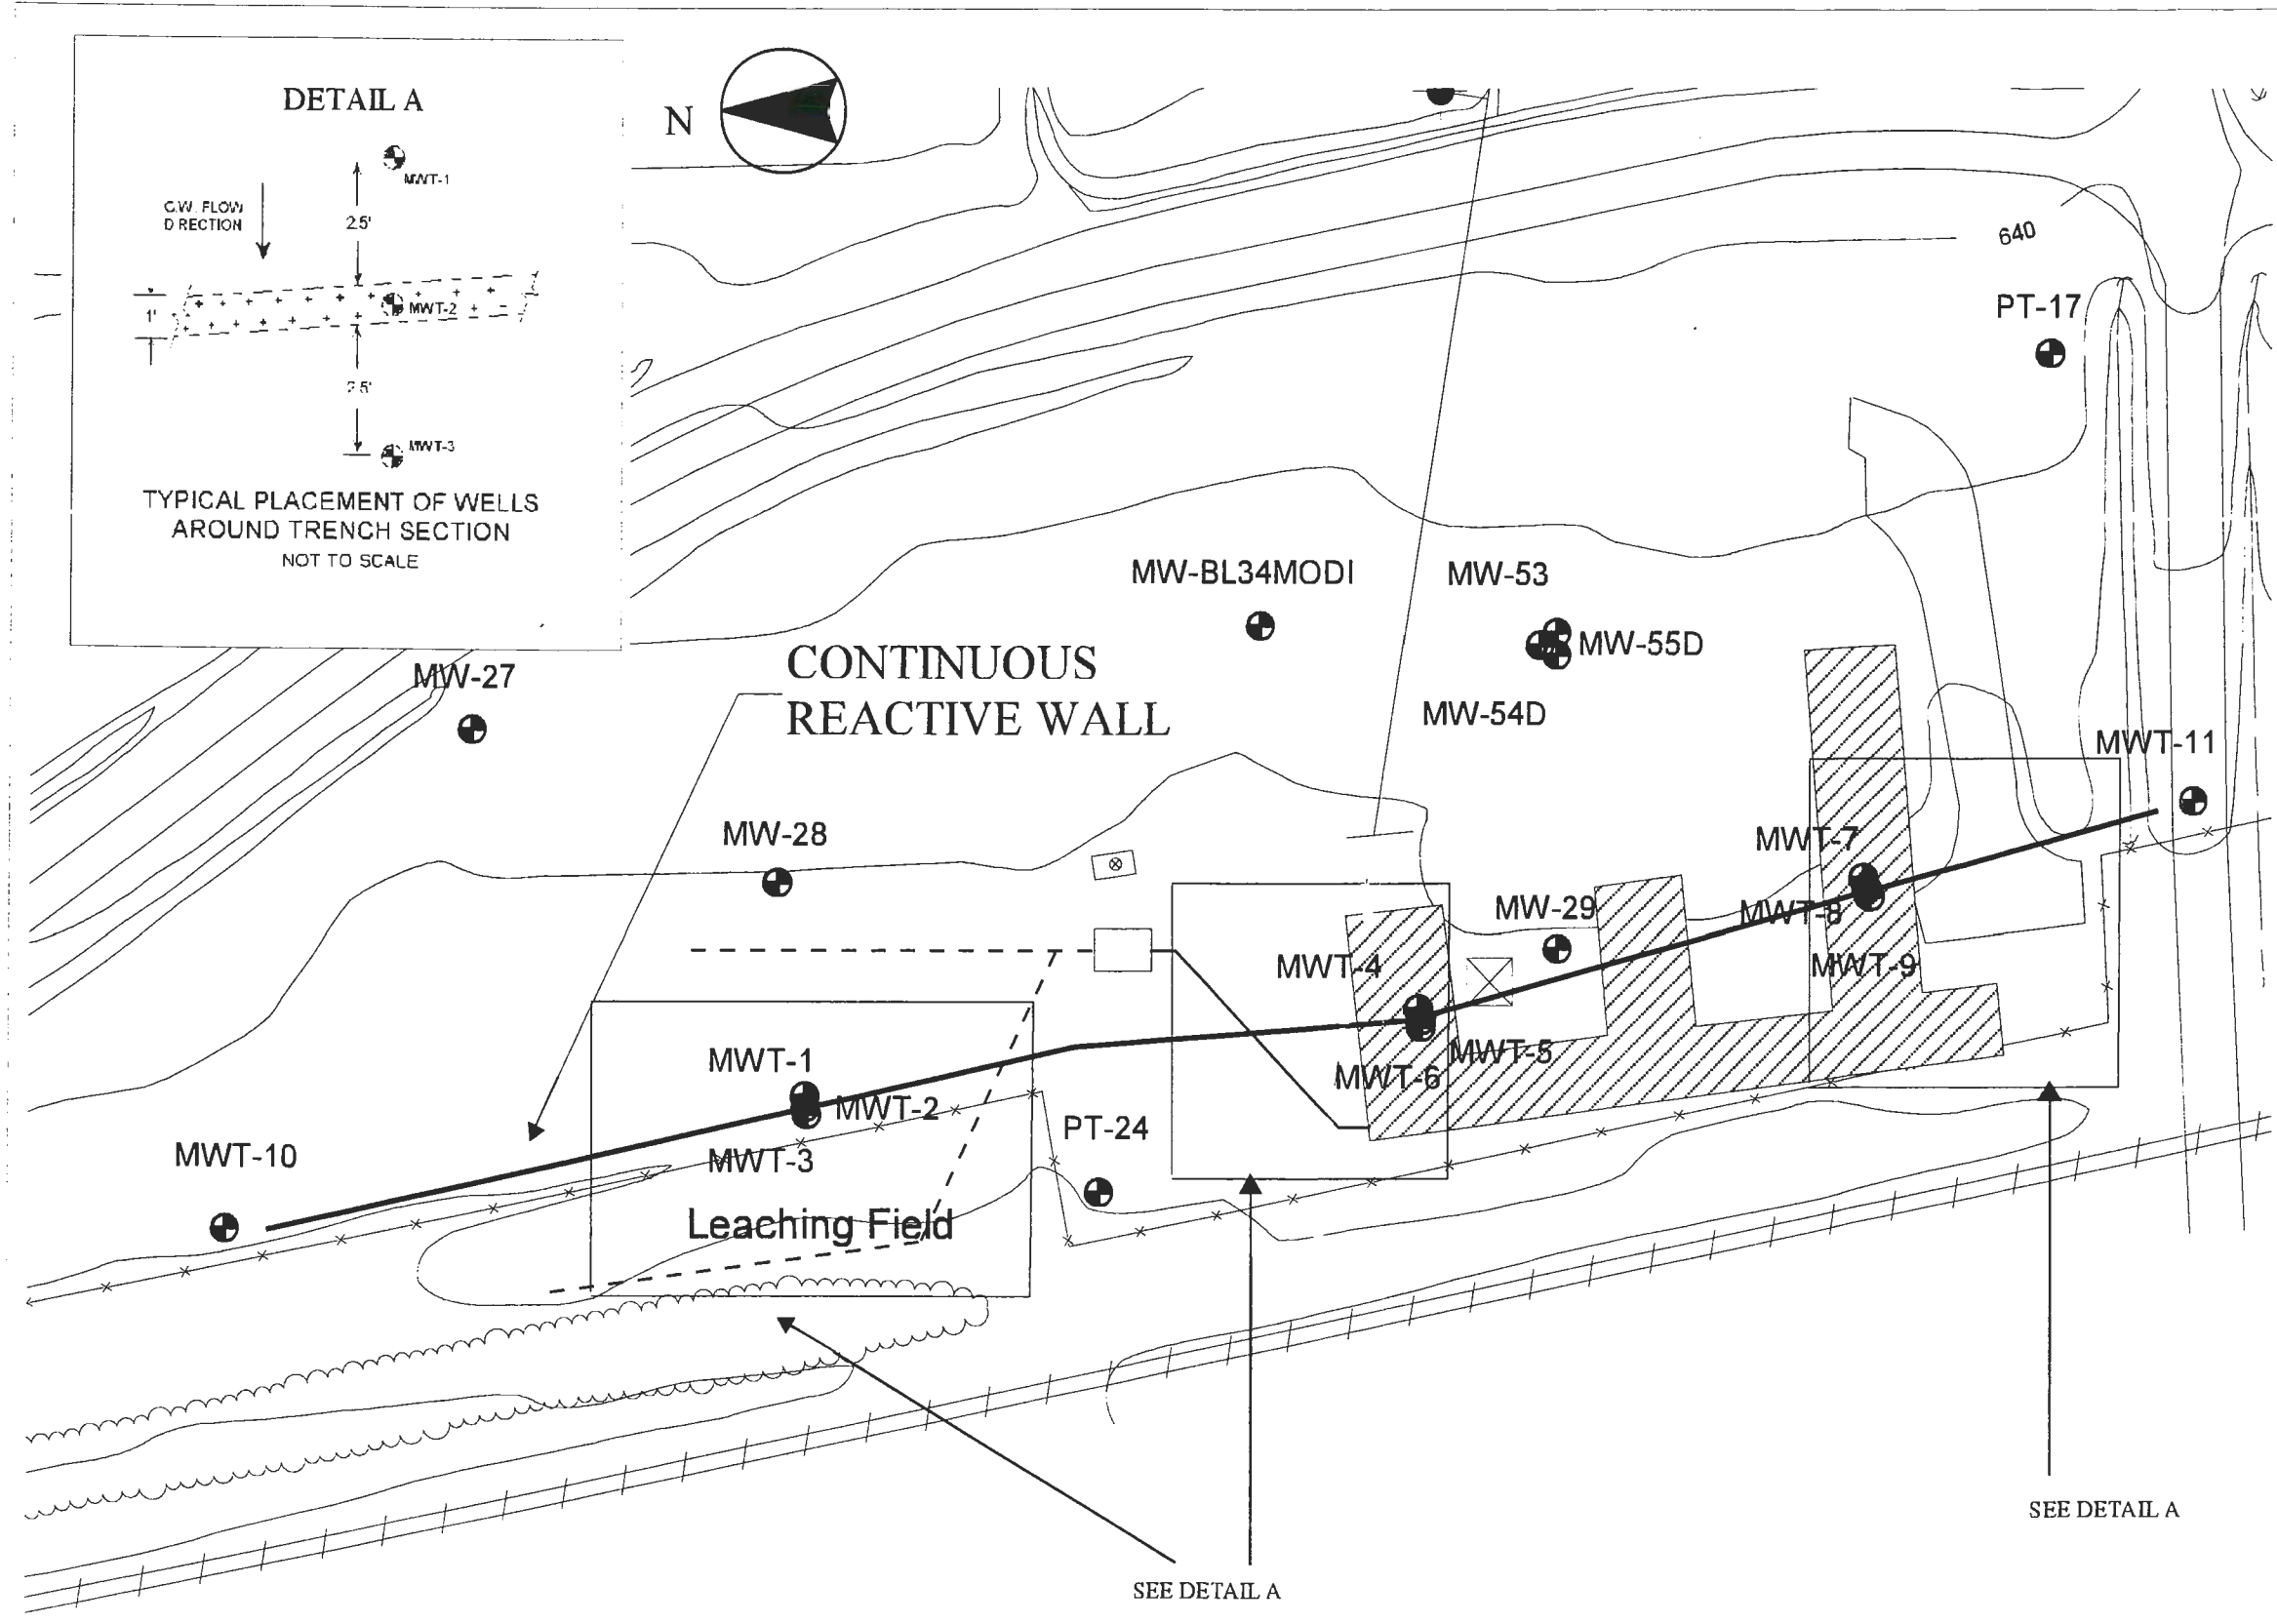 DETAIL A
MWT-1
G.W. FLOW
D RECTION
2.5'
1'
MWT-2
2.5'
MWT-3
TYPICAL PLACEMENT OF WELLS
AROUND TRENCH SECTION
NOT TO SCALE
N
640
PT-17
MW-BL34MODI
MW-53
MW-55D
MW-54D
CONTINUOUS
REACTIVE WALL
MW-27
MWT-11
MW-28
MWT-7
MW-29
MWT-8
MWT-4
MWT-9
MWT-1
MWT-5
MWT-6
MWT-2
PT-24
MWT-10
MWT-3
Leaching Field
SEE DETAIL A
SEE DETAIL A